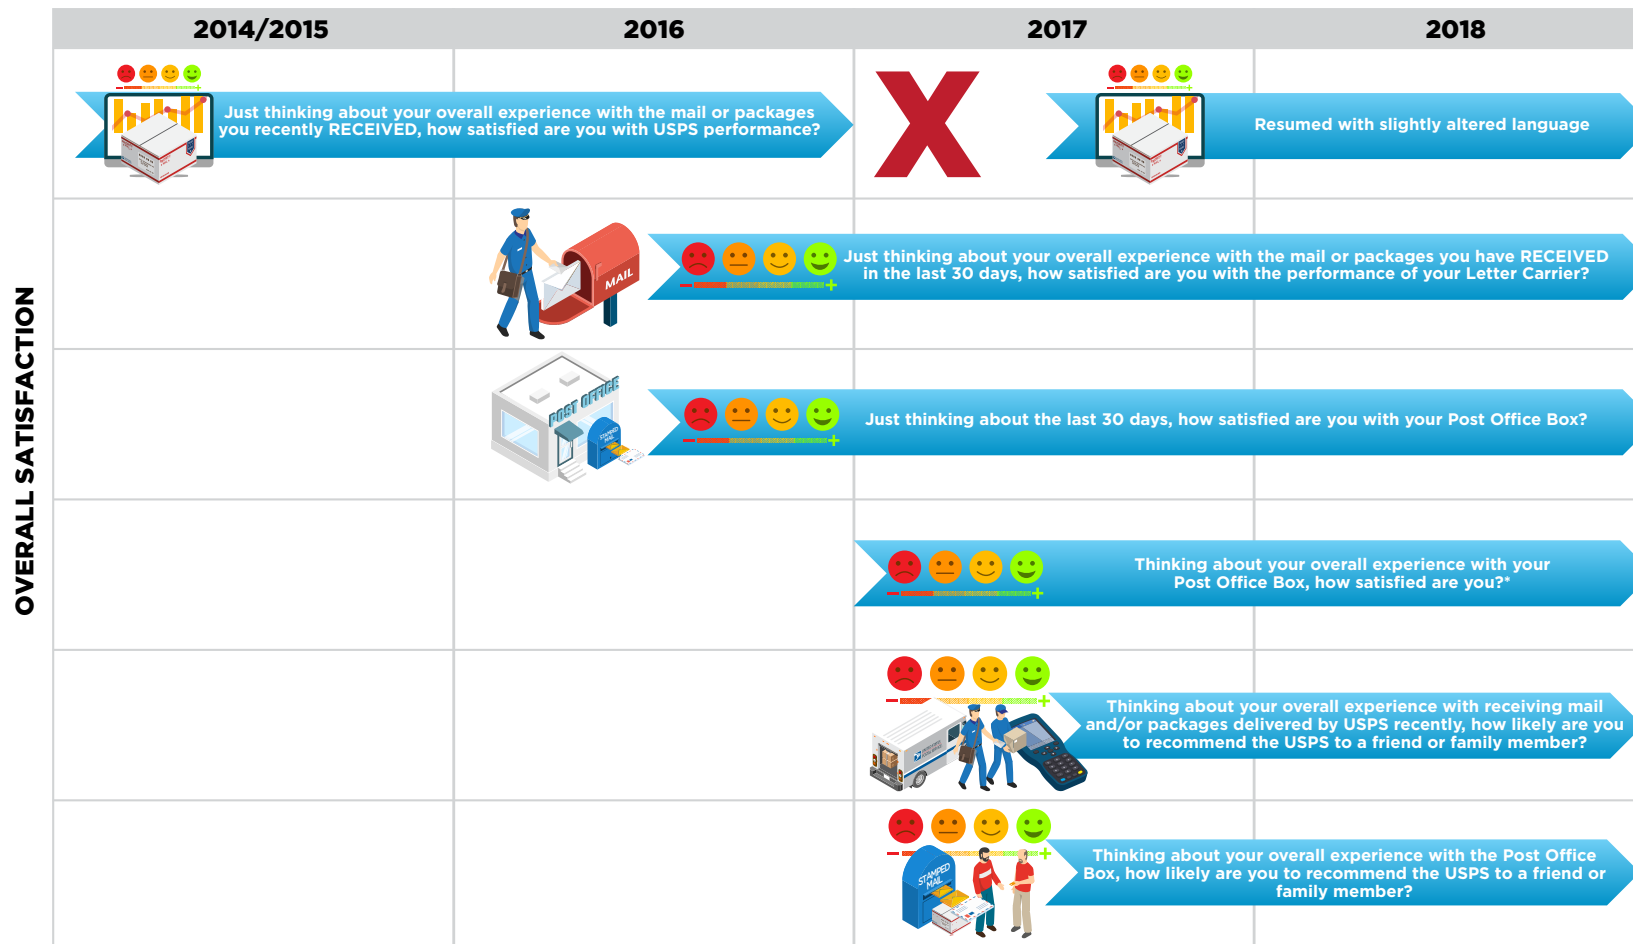 2014/2015
2016
2017
2018
OVERALL SATISFACTION
Just thinking about your overall experience with the mail or packages
you recently RECEIVED, how satisfied are you with USPS performance?
X
Resumed with slightly altered language
MAIL
Just thinking about your overall experience with the mail or packages you have RECEIVED
in the last 30 days, how satisfied are you with the performance of your Letter Carrier?
POST OFFICE
STAMPED
MAIL
Just thinking about the last 30 days, how satisfied are you with your Post Office Box?
Thinking about your overall experience with your
Post Office Box, how satisfied are you?*
Thinking about your overall experience with receiving mail
and/or packages delivered by USPS recently, how likely are you
to recommend the USPS to a friend or family member?
STAMPED
MAIL
Thinking about your overall experience with the Post Office
Box, how likely are you to recommend the USPS to a friend or
family member?